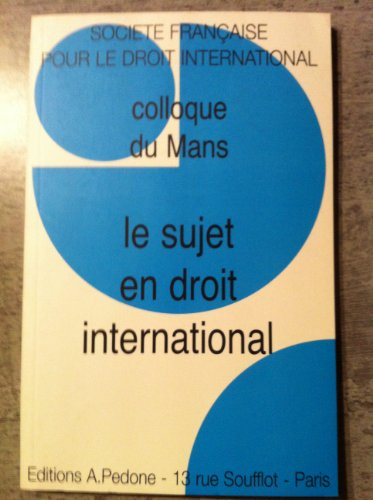 SOCIETE FRANÇAISE
POUR LE DROIT INTERNATIONAL
colloque
du Mans
le sujet
en droit
international
Editions A.Pedone - 13 rue Soufflot - Paris